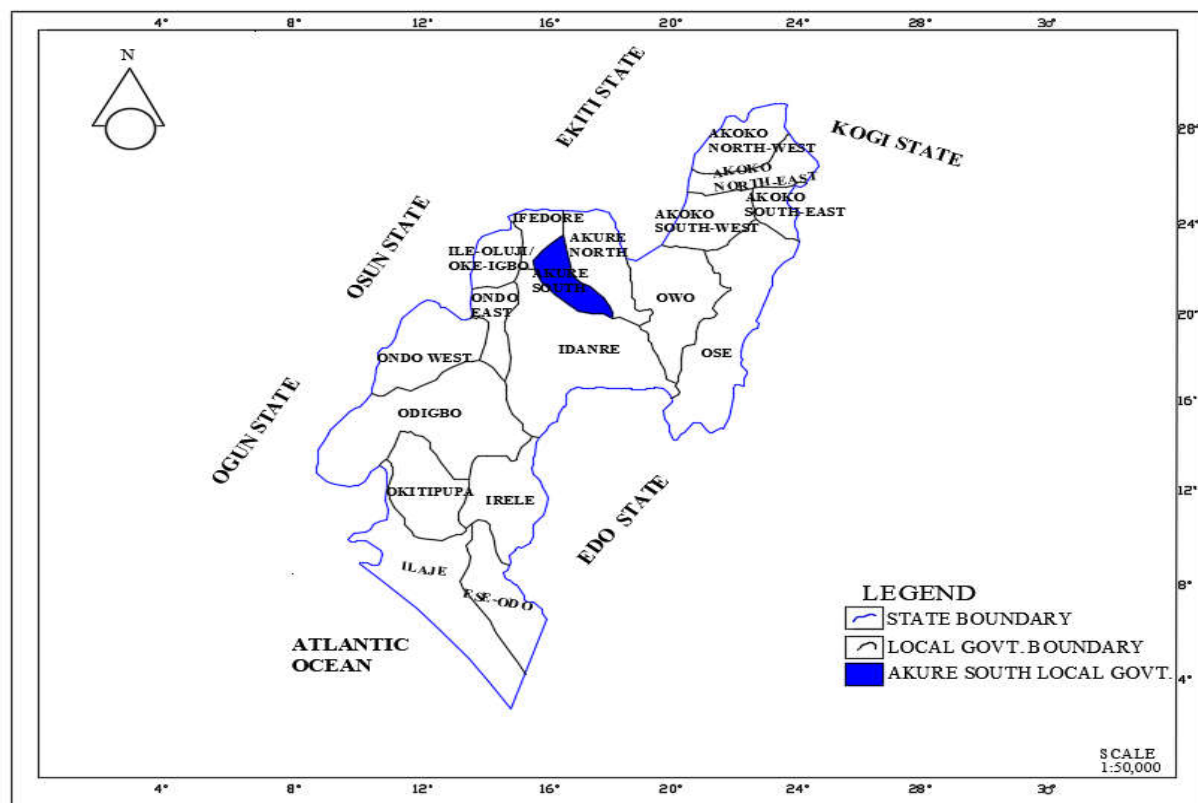 4° 8° 12° 16° 20° 24° 28° 30°
N
EKITI STATE
KOGI STATE
28°
AKOKO
NORTH-WEST
AKOKO
NORTH-EAST
AKOKO
SOUTH-EAST
AKOKO
SOUTH-WEST
24°
OSUN STATE
IFEDORE
AKURE
NORTH
ILE-OLUJI/
OKE-IGBO
AKURE
SOUTH
ONDO
EAST
OWO
20°
ONDO WEST
IDANRE
OSE
OGUN STATE
16°
ODIGBO
OKITIPUPA
IRELE
12°
EDO STATE
ILAJE
ESE-ODO
8°
ATLANTIC
OCEAN
LEGEND
STATE BOUNDARY
LOCAL GOVT. BOUNDARY
AKURE SOUTH LOCAL GOVT.
4°
SCALE
1:50,000
4° 8° 12° 16° 20° 24° 28° 30°